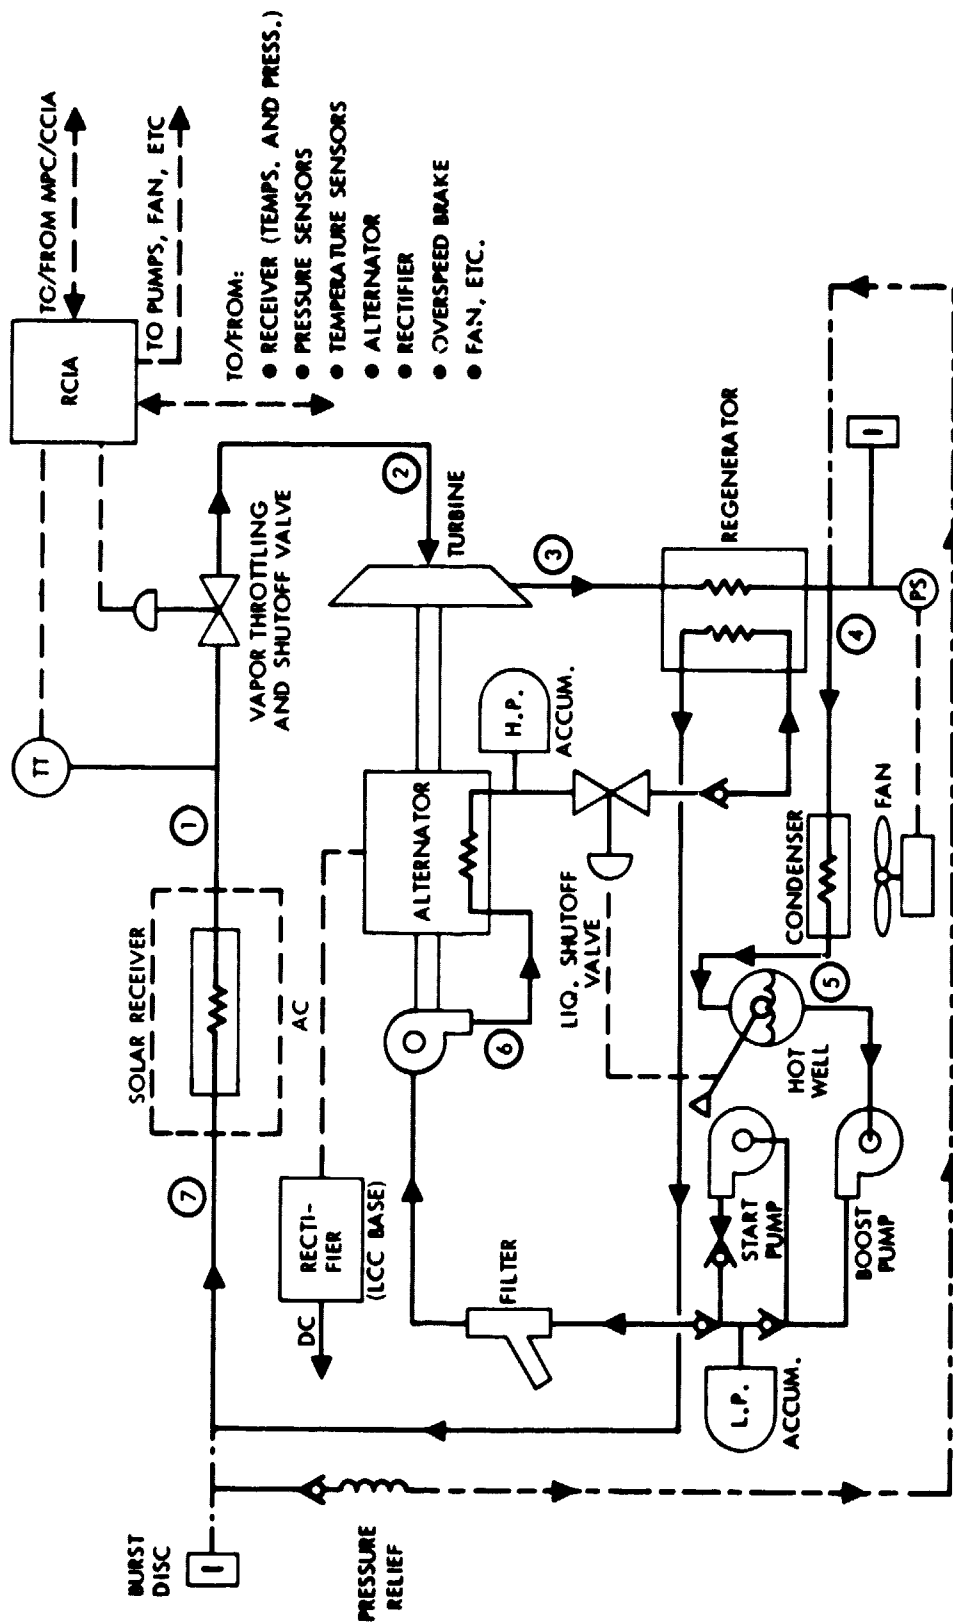 TO/FROM MPC/CCIA
RCIA
TO PUMPS, FAN, ETC
TO/FROM:
● RECEIVER (TEMPS. AND PRESS.)
● PRESSURE SENSORS
● TEMPERATURE SENSORS
● ALTERNATOR
● RECTIFIER
● OVERSPEED BRAKE
● FAN, ETC.
TT
VAPOR THROTTLING
AND SHUTOFF VALVE
1
2
SOLAR RECEIVER
7
BURST
DISC
I
PRESSURE
RELIEF
AC
RECTI-
FIER
(LCC BASE)
DC
ALTERNATOR
TURBINE
3
6
H.P.
ACCUM.
LIQ. SHUTOFF
VALVE
REGENERATOR
I
4
PS
FAN
CONDENSER
5
HOT
WELL
START
PUMP
BOOST
PUMP
FILTER
L.P.
ACCUM.